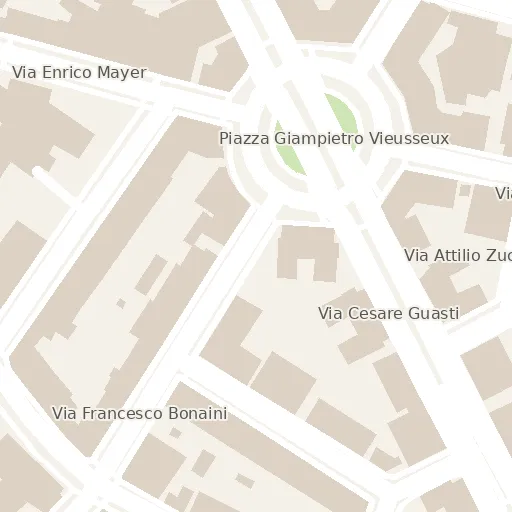 Via Enrico Mayer
Piazza Giampietro Vieusseux
Via Attilio Zuc
Via Cesare Guasti
Via Francesco Bonaini